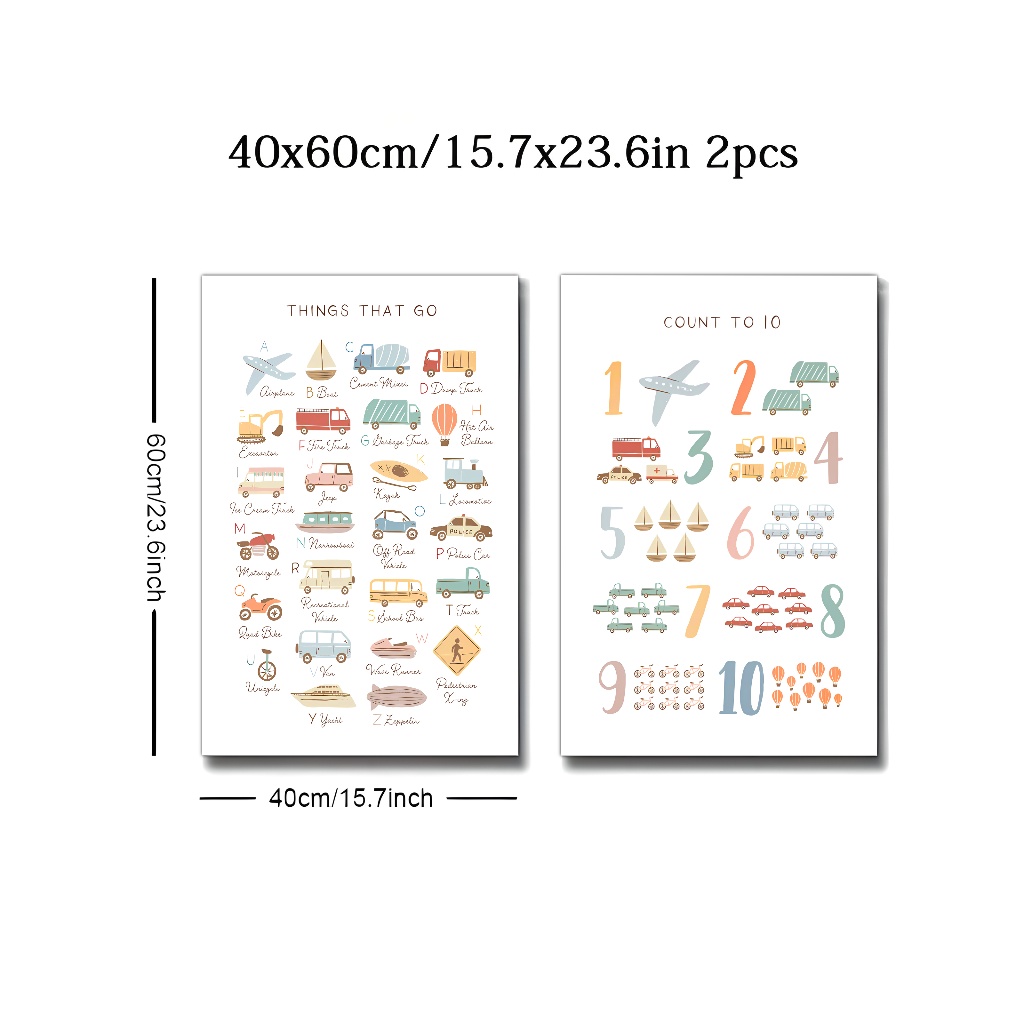 40x60cm/15.7x23.6in 2pcs
60cm/23.6inch
40cm/15.7inch
THINGS THAT GO
A Airplane
B Boat
C Cement Mixer
D Dump Truck
E Excavator
F Fire Truck
G Garbage Truck
H Hot Air
Balloon
I Ice Cream Truck
J Jeep
K Kayak
L Locomotive
M Motorcycle
N Narrowboat
O Off Road
Vehicle
POLICE
P Police Car
Q Quad Bike
R Recreational
Vehicle
S School Bus
T Truck
U Unicycle
V Van
W Wave Runner
X
Pedestrian
X ing
Y Yacht
Z Zeppelin
COUNT TO 10
1
2
3
POLICE
4
5
6
7
8
9
10